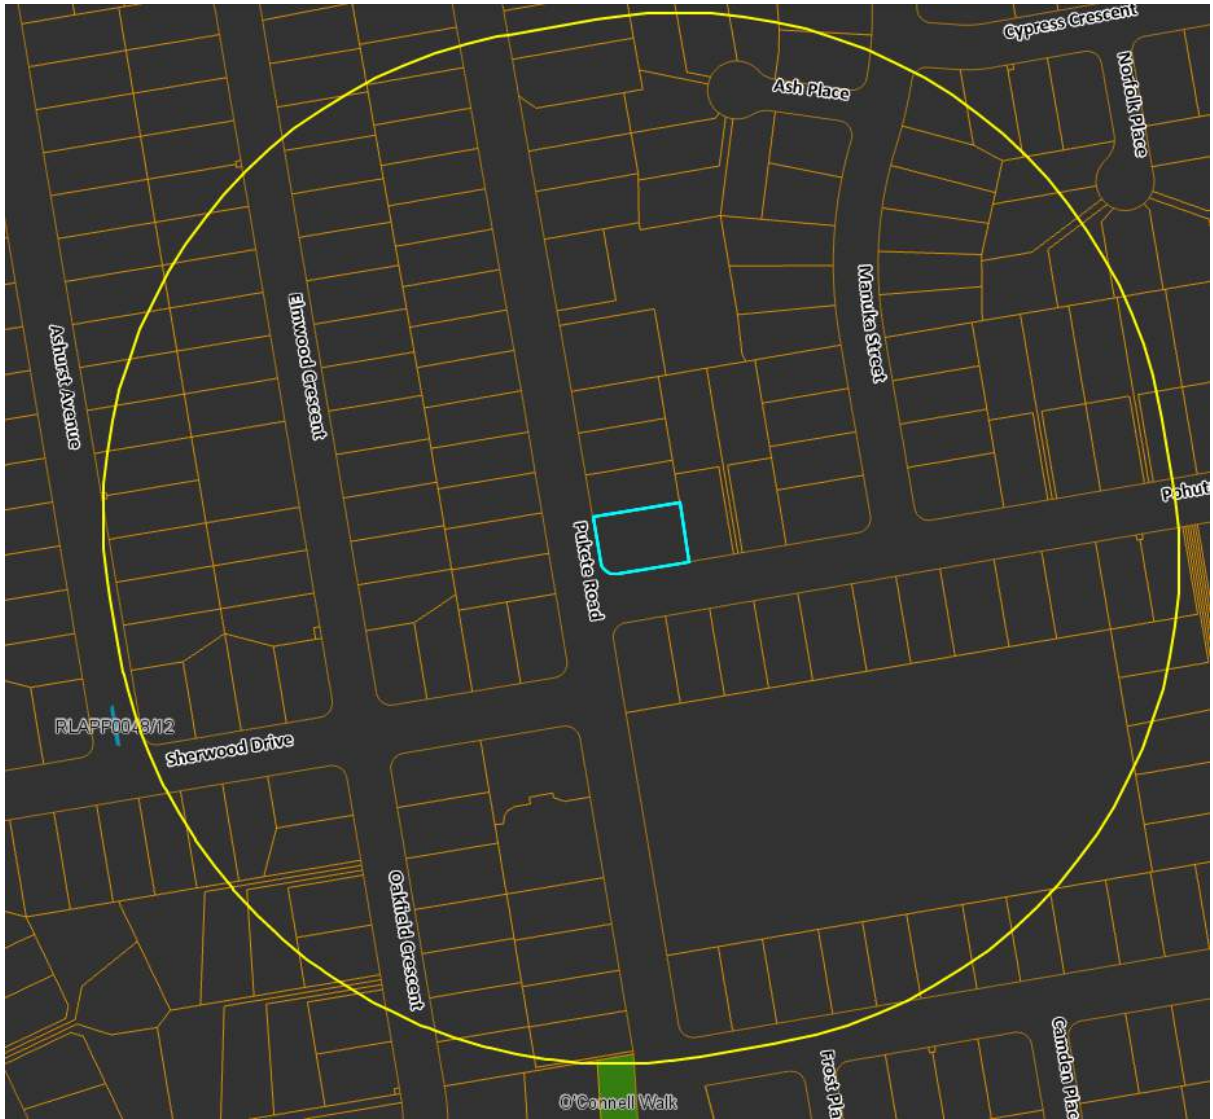 Cypress Crescent
Norfolk Place
Ash Place
Manuka Street
Elmwood Crescent
Ashurst Avenue
Pohut
Pukete Road
RLAPP0048/12
Sherwood Drive
Oakfield Crescent
Camden Plac
Frost Pla
O'Connell Walk